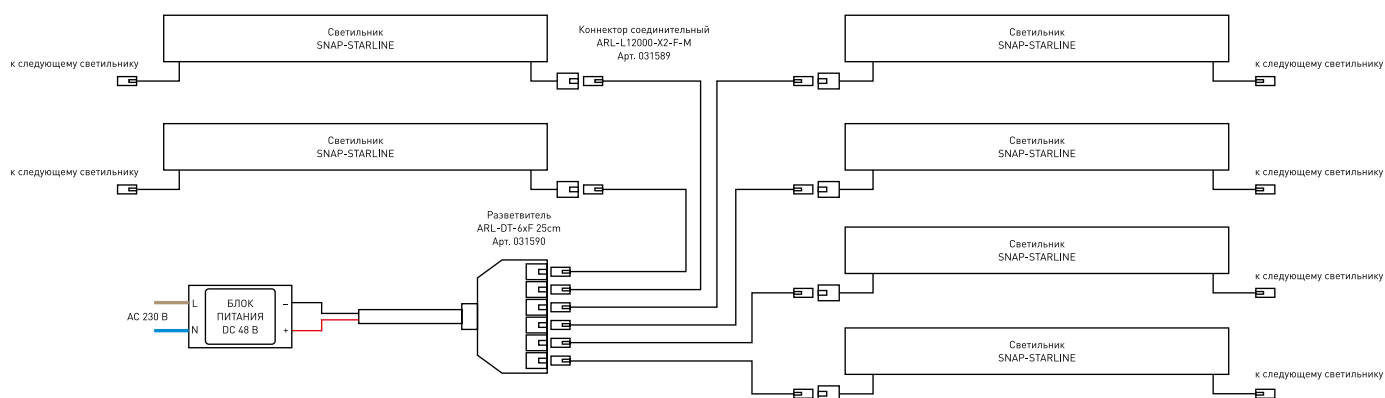 Светильник
SNAP-STARLINE
к следующему светильнику
Коннектор соединительный
ARL-L12000-X2-F-M
Арт. 031589
Светильник
SNAP-STARLINE
к следующему светильнику
Светильник
SNAP-STARLINE
к следующему светильнику
Светильник
SNAP-STARLINE
к следующему светильнику
Разветвитель
ARL-DT-6xF 25cm
Арт. 031590
Светильник
SNAP-STARLINE
к следующему светильнику
AC 230 В
L
N
БЛОК
ПИТАНИЯ
DC 48 В
–
+
Светильник
SNAP-STARLINE
к следующему светильнику